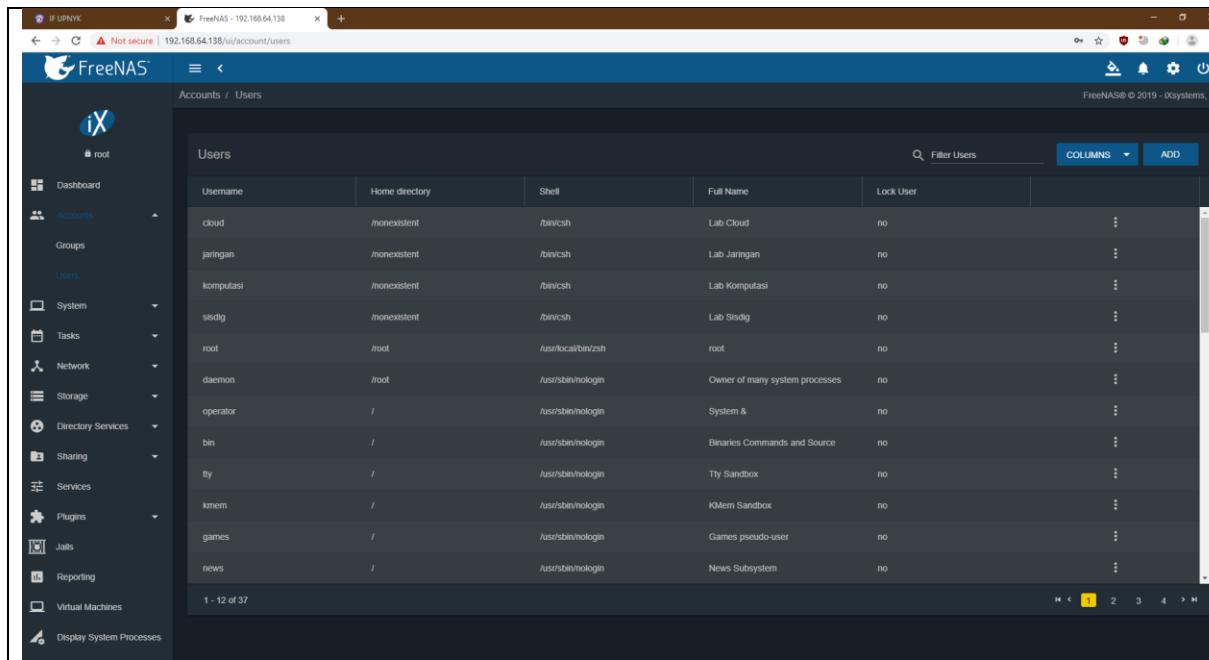 IF UPNYK × FreeNAS - 192.168.64.138 × +
Not secure | 192.168.64.138/ui/account/users
FreeNAS
Accounts / Users FreeNAS® © 2019 - iXsystems,
iX
root
Users Filter Users COLUMNS ADD
Dashboard
Accounts
Groups
Users
System
Tasks
Network
Storage
Directory Services
Sharing
Services
Plugins
Jails
Reporting
Virtual Machines
Display System Processes
Username Home directory Shell Full Name Lock User
cloud /nonexistent /bin/csh Lab Cloud no
jaringan /nonexistent /bin/csh Lab Jaringan no
komputasi /nonexistent /bin/csh Lab Komputasi no
sisdig /nonexistent /bin/csh Lab Sisdig no
root /root /usr/local/bin/zsh root no
daemon /root /usr/sbin/nologin Owner of many system processes no
operator / /usr/sbin/nologin System & no
bin / /usr/sbin/nologin Binaries Commands and Source no
tty / /usr/sbin/nologin Tty Sandbox no
kmem / /usr/sbin/nologin KMem Sandbox no
games / /usr/sbin/nologin Games pseudo-user no
news / /usr/sbin/nologin News Subsystem no
1 - 12 of 37 1 2 3 4